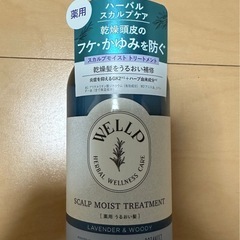 薬用
ハーバル
スカルプケア
乾燥頭皮の
フケ・かゆみを防ぐ
スカルプモイスト トリートメント
乾燥髪をうるおい補修
WELLP
HERBAL WELLNESS CARE
SCALP MOIST TREATMENT
[薬用 うるおい髪]
LAVENDER & WOODY